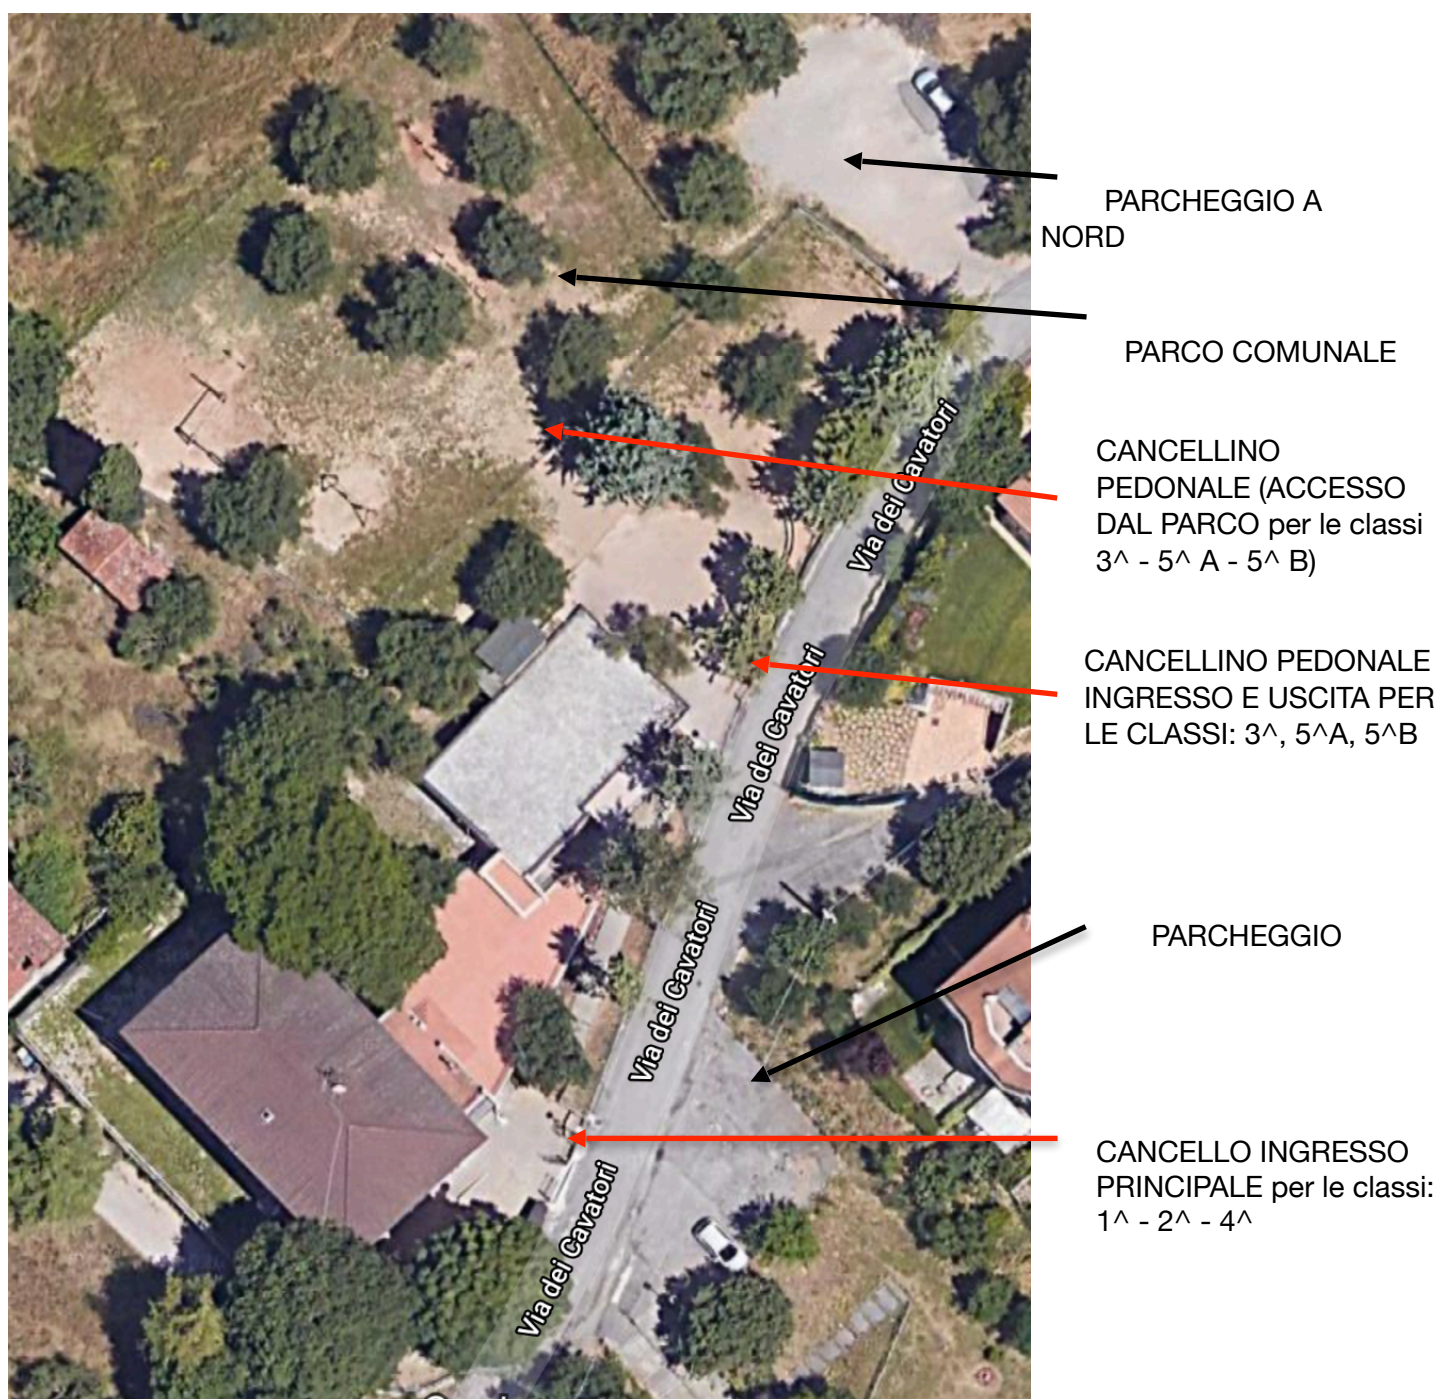 PARCHEGGIO A
NORD
PARCO COMUNALE
CANCELLINO
PEDONALE (ACCESSO
DAL PARCO per le classi
3^ - 5^ A - 5^ B)
CANCELLINO PEDONALE
INGRESSO E USCITA PER
LE CLASSI: 3^, 5^A, 5^B
PARCHEGGIO
CANCELLO INGRESSO
PRINCIPALE per le classi:
1^ - 2^ - 4^
Via dei Cavatori
Via dei Cavatori
Via dei Cavatori
Via dei Cavatori